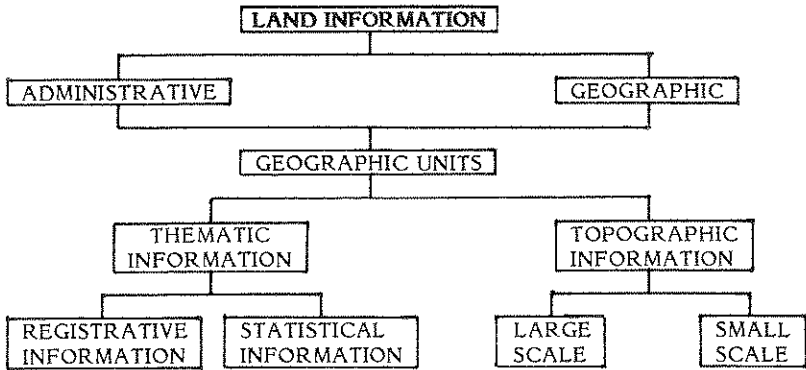 LAND INFORMATION
ADMINISTRATIVE
GEOGRAPHIC
GEOGRAPHIC UNITS
THEMATIC
INFORMATION
TOPOGRAPHIC
INFORMATION
REGISTRATIVE
INFORMATION
STATISTICAL
INFORMATION
LARGE
SCALE
SMALL
SCALE